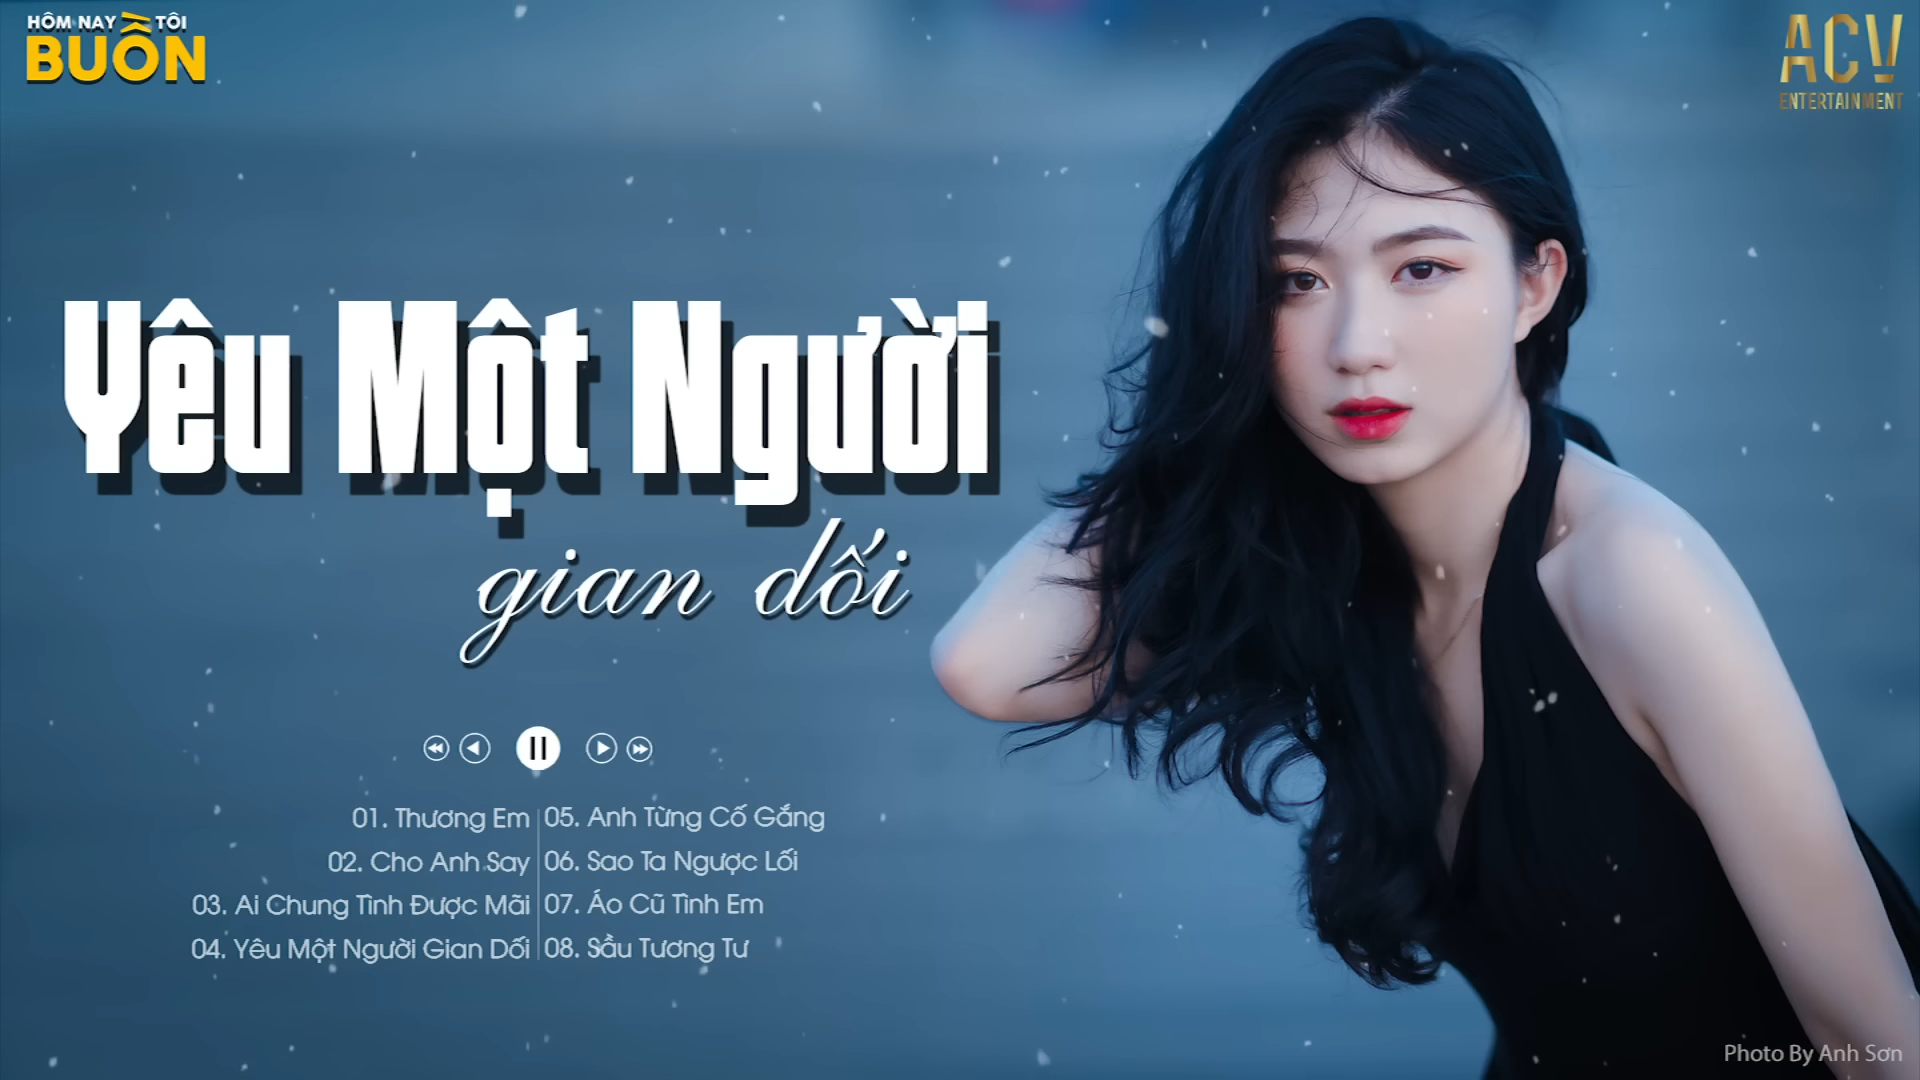 HÔM NAY TÔI
BUỒN
ACV
ENTERTAINMENT
Yêu Một Người
gian dối
01. Thương Em
02. Cho Anh Say
03. Ai Chung Tình Được Mãi
04. Yêu Một Người Gian Dối
05. Anh Từng Cố Gắng
06. Sao Ta Ngược Lối
07. Áo Cũ Tình Em
08. Sầu Tương Tư
Photo By Anh Sơn